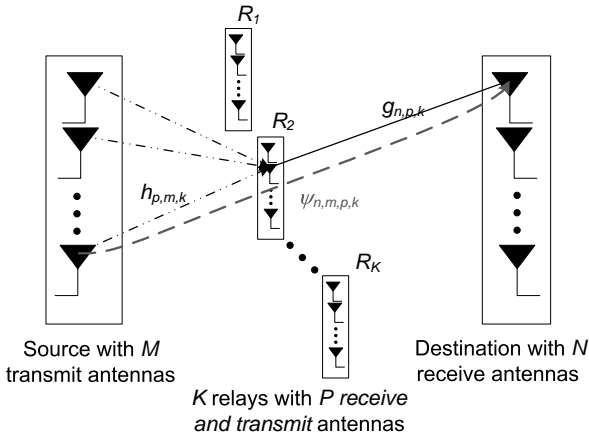 R1
R2
gn,p,k
hp,m,k
ψn,m,p,k
RK
Source with M
transmit antennas
Destination with N
receive antennas
K relays with P receive
and transmit antennas